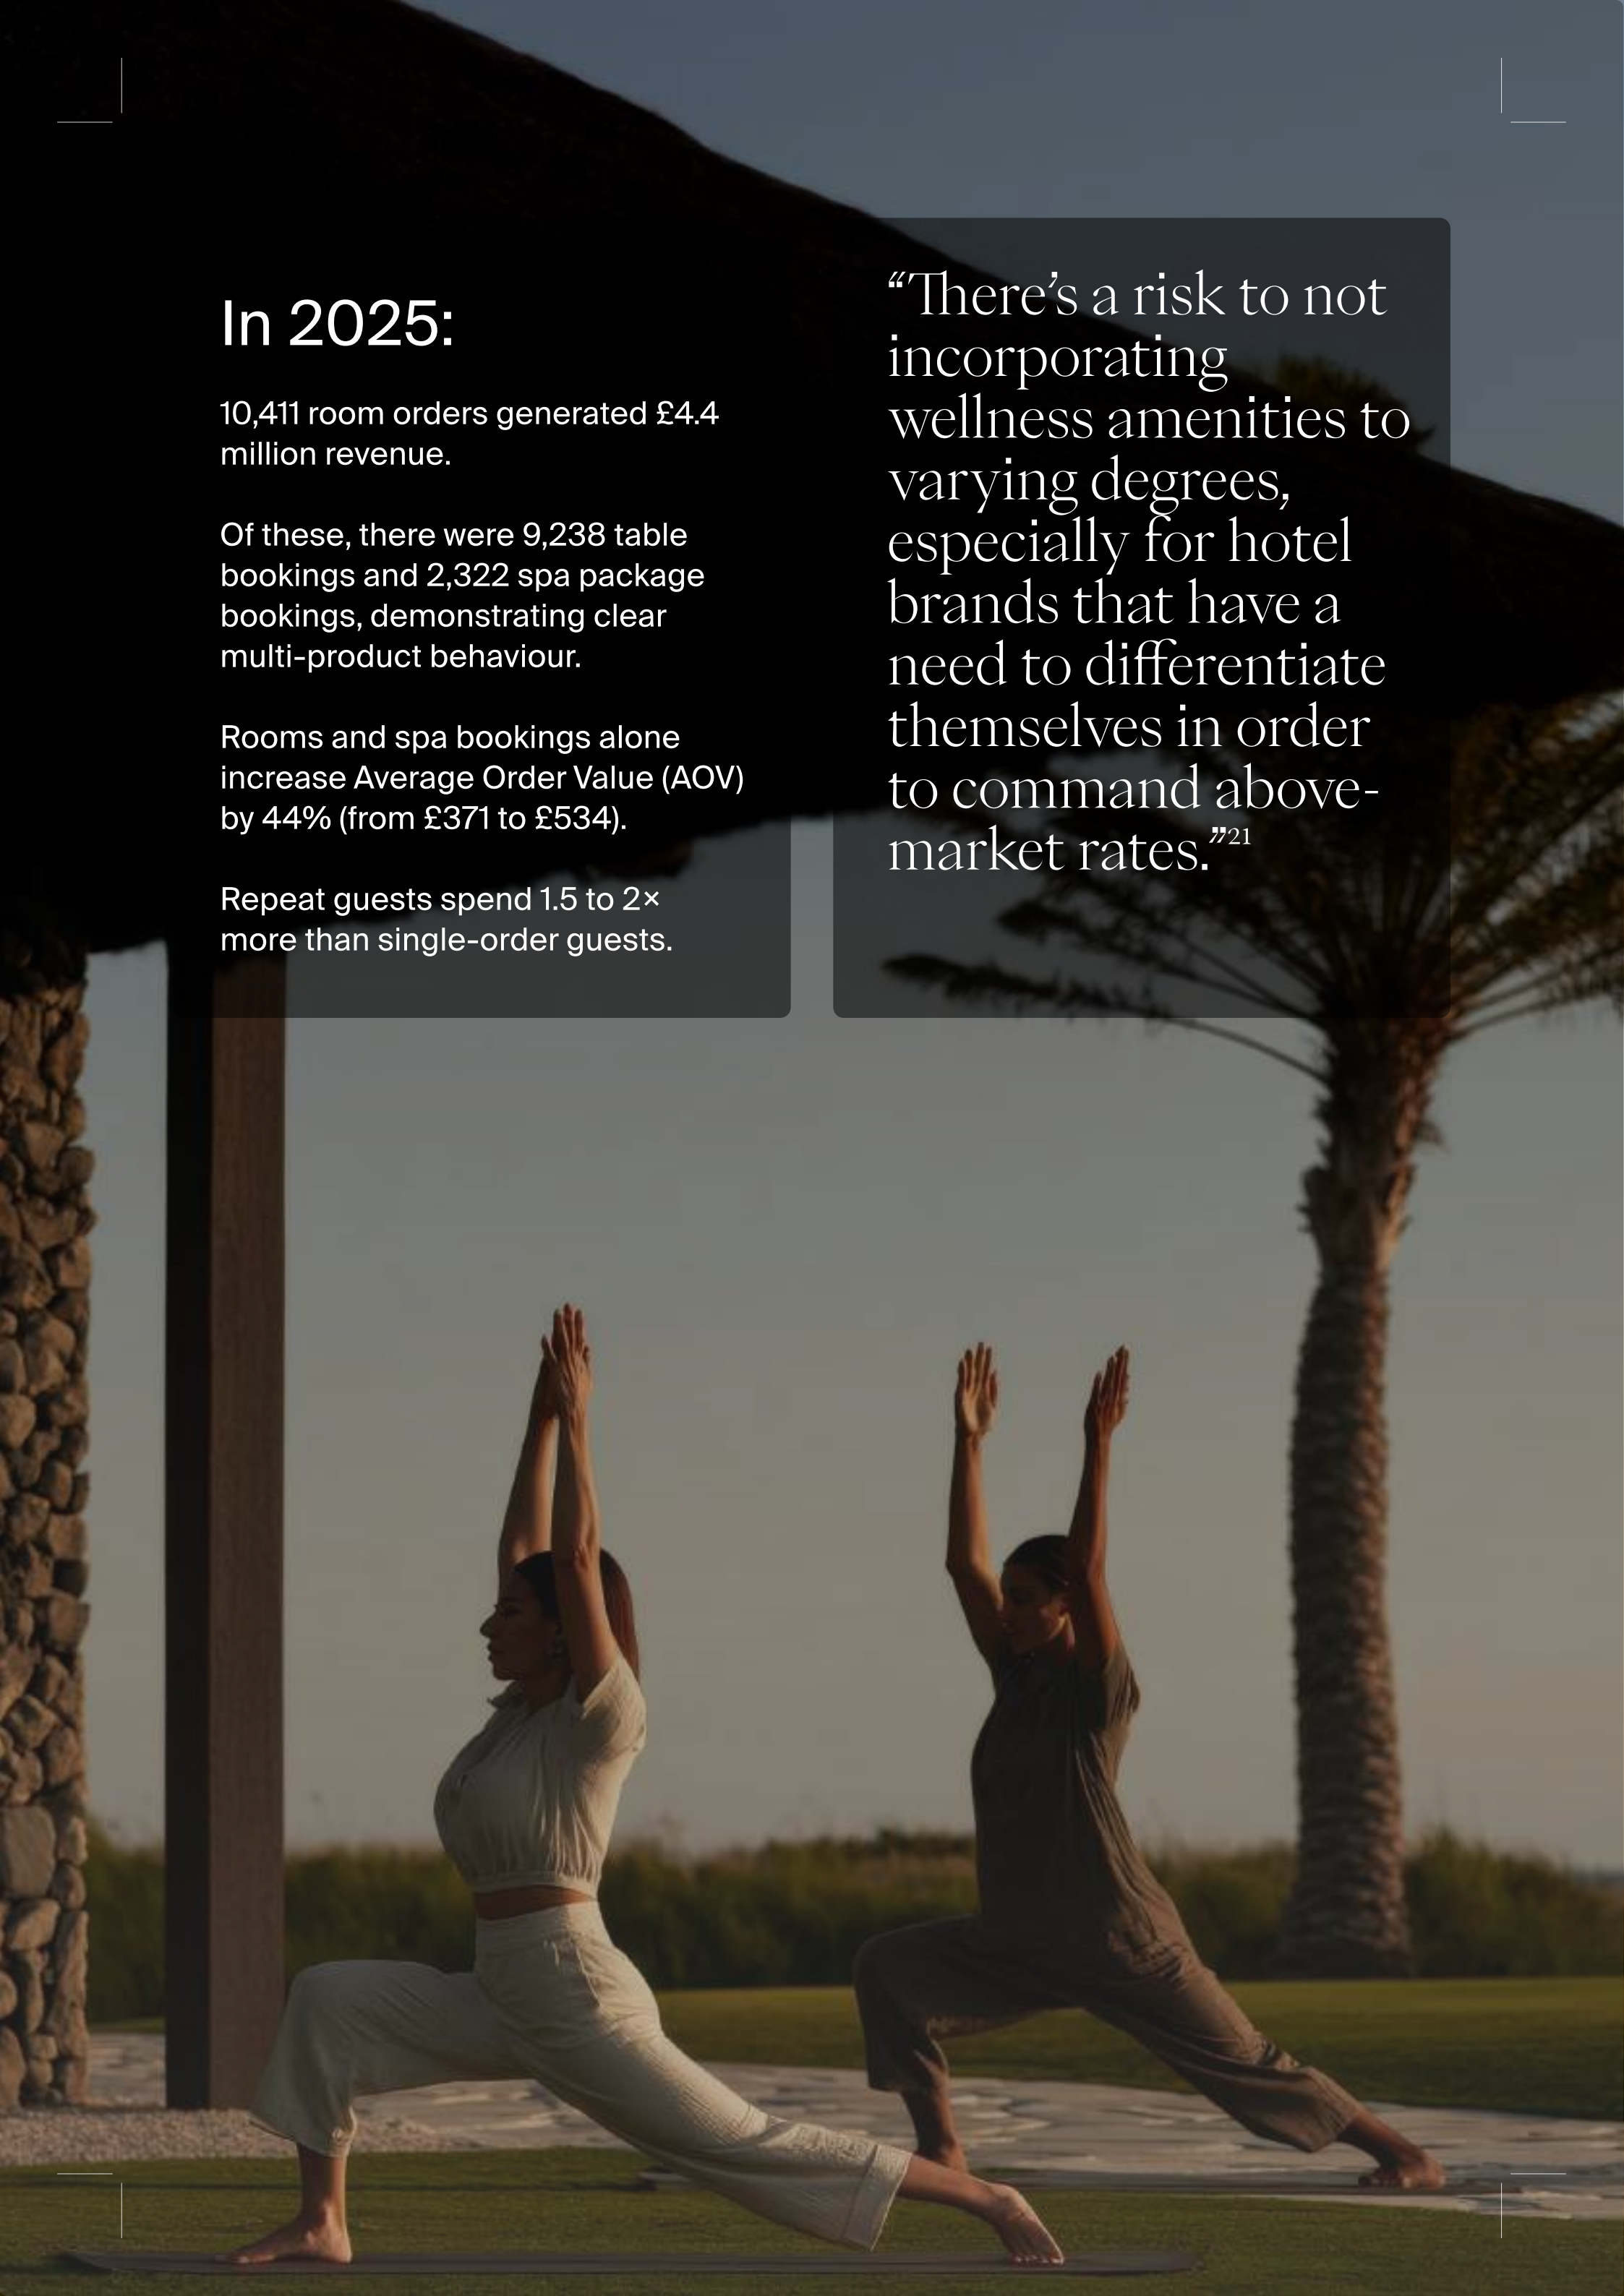 In 2025:
10,411 room orders generated £4.4
million revenue.
Of these, there were 9,238 table
bookings and 2,322 spa package
bookings, demonstrating clear
multi-product behaviour.
Rooms and spa bookings alone
increase Average Order Value (AOV)
by 44% (from £371 to £534).
Repeat guests spend 1.5 to 2×
more than single-order guests.
“There’s a risk to not
incorporating
wellness amenities to
varying degrees,
especially for hotel
brands that have a
need to differentiate
themselves in order
to command above-
market rates.”21